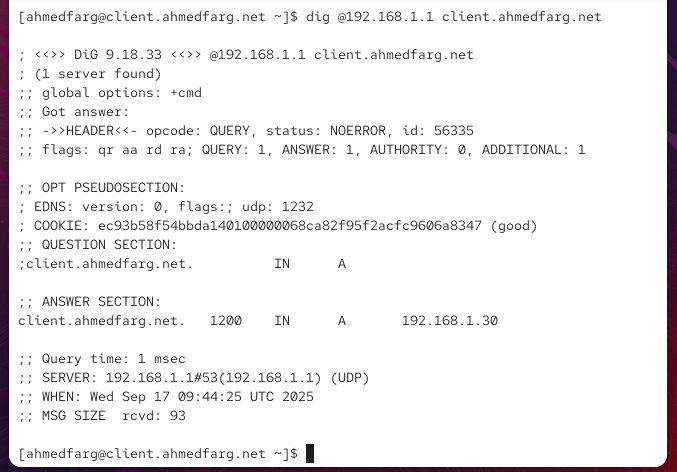 [ahmedfarg@client.ahmedfarg.net ~]$ dig @192.168.1.1 client.ahmedfarg.net
; <<>> DiG 9.18.33 <<>> @192.168.1.1 client.ahmedfarg.net
; (1 server found)
;; global options: +cmd
;; Got answer:
;; ->>HEADER<<- opcode: QUERY, status: NOERROR, id: 56335
;; flags: qr aa rd ra; QUERY: 1, ANSWER: 1, AUTHORITY: 0, ADDITIONAL: 1
;; OPT PSEUDOSECTION:
; EDNS: version: 0, flags:; udp: 1232
; COOKIE: ec93b58f54bbda140100000068ca82f95f2acfc9606a8347 (good)
;; QUESTION SECTION:
;client.ahmedfarg.net. IN A
;; ANSWER SECTION:
client.ahmedfarg.net. 1200 IN A 192.168.1.30
;; Query time: 1 msec
;; SERVER: 192.168.1.1#53(192.168.1.1) (UDP)
;; WHEN: Wed Sep 17 09:44:25 UTC 2025
;; MSG SIZE rcvd: 93
[ahmedfarg@client.ahmedfarg.net ~]$